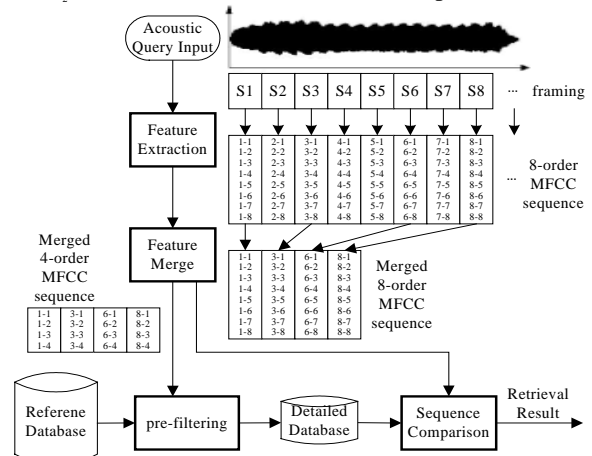 Acoustic
Query Input
S1 S2 S3 S4 S5 S6 S7 S8 ... framing
Feature
Extraction
1-1 2-1 3-1 4-1 5-1 6-1 7-1 8-1
1-2 2-2 3-2 4-2 5-2 6-2 7-2 8-2
1-3 2-3 3-3 4-3 5-3 6-3 7-3 8-3
1-4 2-4 3-4 4-4 5-4 6-4 7-4 8-4
1-5 2-5 3-5 4-5 5-5 6-5 7-5 8-5
1-6 2-6 3-6 4-6 5-6 6-6 7-6 8-6
1-7 2-7 3-7 4-7 5-7 6-7 7-7 8-7
1-8 2-8 3-8 4-8 5-8 6-8 7-8 8-8
...
8-order
MFCC
sequence
Feature
Merge
1-1 3-1 6-1 8-1
1-2 3-2 6-2 8-2
1-3 3-3 6-3 8-3
1-4 3-4 6-4 8-4
1-5 3-5 6-5 8-5
1-6 3-6 6-6 8-6
1-7 3-7 6-7 8-7
1-8 3-8 6-8 8-8
Merged
8-order
MFCC
sequence
Merged
4-order
MFCC
sequence
1-1 3-1 6-1 8-1
1-2 3-2 6-2 8-2
1-3 3-3 6-3 8-3
1-4 3-4 6-4 8-4
Referene
Database
pre-filtering
Detailed
Database
Sequence
Comparison
Retrieval
Result